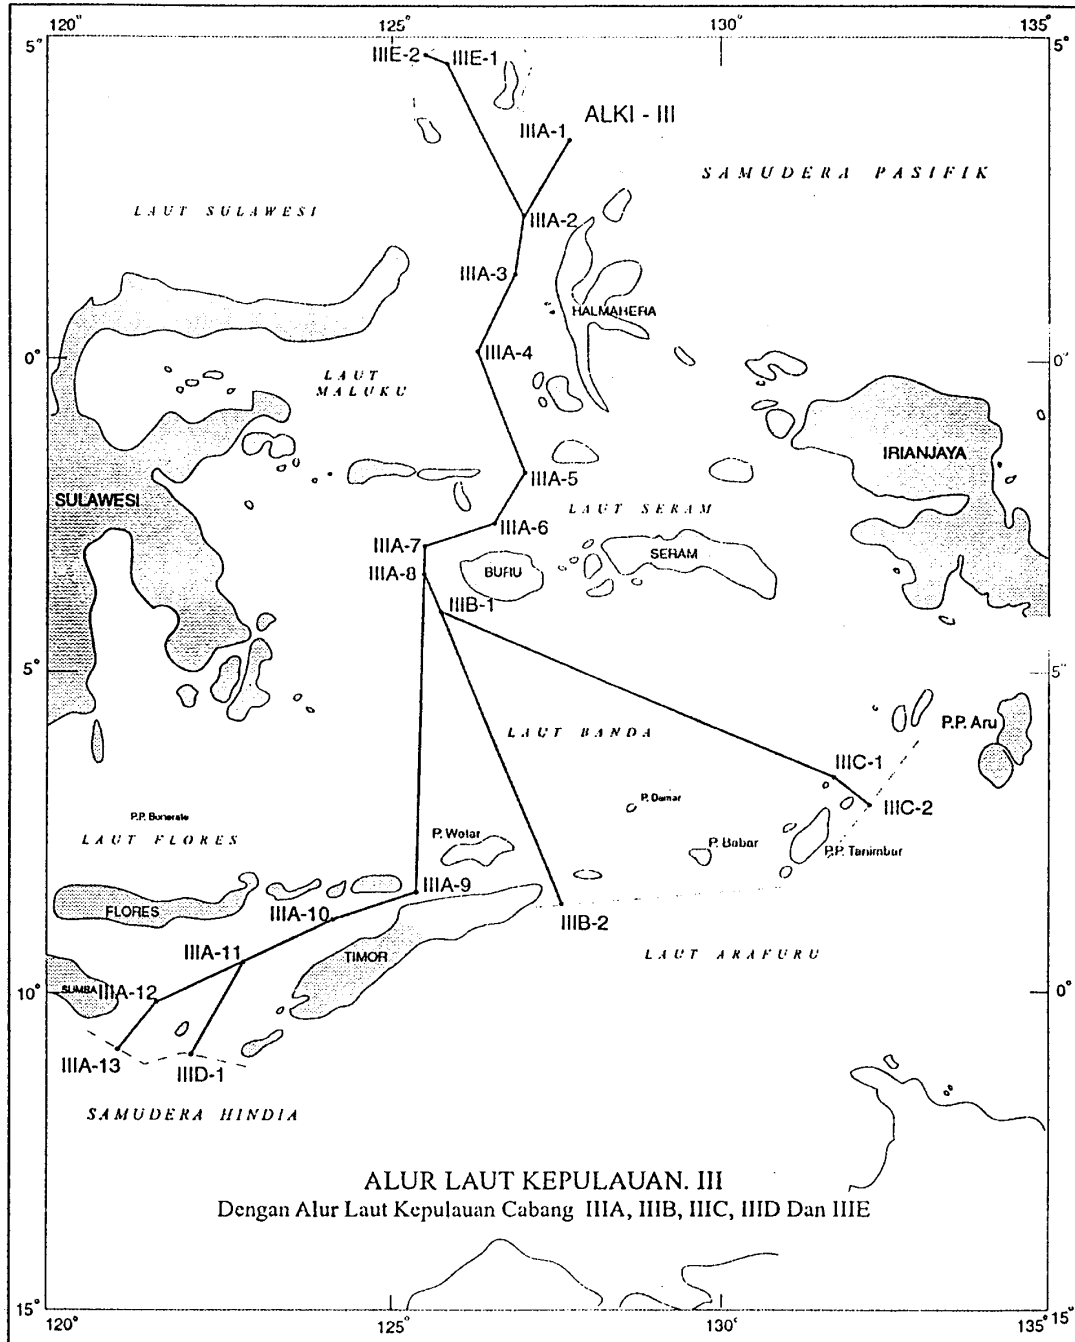 120° 125° 130° 135°
5° 5°
IIIE-2 IIIE-1
IIIA-1 ALKI - III
SAMUDERA PASIFIK
LAUT SULAWESI
IIIA-2
IIIA-3
HALMAHERA
IIIA-4
0° 0°
LAUT
MALUKU
IRIANJAYA
IIIA-5
SULAWESI
LAUT SERAM
IIIA-6
IIIA-7
SERAM
IIIA-8
BURU
IIIB-1
5° 5°
P.P. Aru
LAUT BANDA
IIIC-1
P. Damar
IIIC-2
P.P. Bonerate
LAUT FLORES
P. Wetar
P. Babar
P.P. Tanimbar
IIIA-9
FLORES
IIIA-10
IIIB-2
IIIA-11
TIMOR
LAUT ARAFURU
10° 0°
SUMBA IIIA-12
IIIA-13
IIID-1
SAMUDERA HINDIA
ALUR LAUT KEPULAUAN. III
Dengan Alur Laut Kepulauan Cabang IIIA, IIIB, IIIC, IIID Dan IIIE
15° 15°
120° 125° 130° 135°